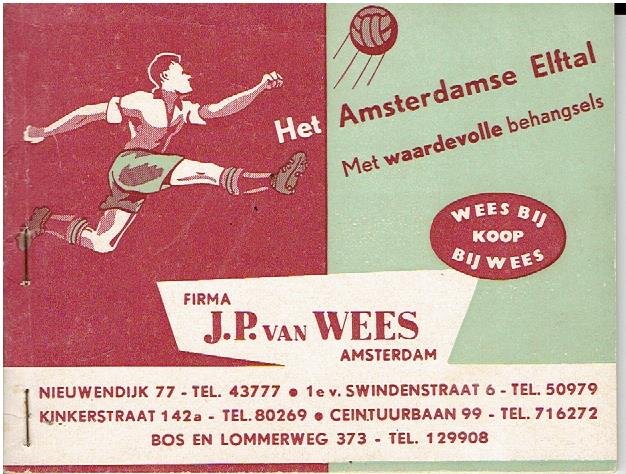 Het Amsterdamse Elftal
Met waardevolle behangsels
WEES BIJ
KOOP
BIJ WEES
FIRMA
J.P. VAN WEES
AMSTERDAM
NIEUWENDIJK 77 - TEL. 43777 • 1e v. SWINDENSTRAAT 6 - TEL. 50979
KINKERSTRAAT 142a - TEL. 80269 • CEINTUURBAAN 99 - TEL. 716272
BOS EN LOMMERWEG 373 - TEL. 129908